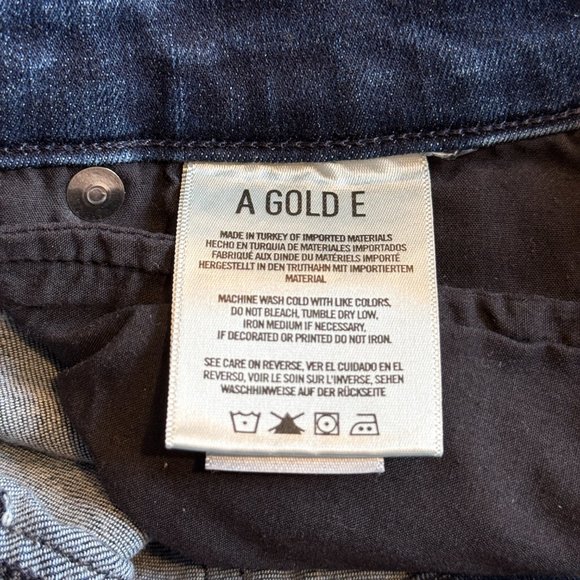 A GOLD E
MADE IN TURKEY OF IMPORTED MATERIALS
HECHO EN TURQUIA DE MATERIALES IMPORTADOS
FABRIQUÉ AUX DINDE DU MATÉRIELS IMPORTÉ
HERGESTELLT IN DEN TRUTHAHN MIT IMPORTIERTEM
MATERIAL
MACHINE WASH COLD WITH LIKE COLORS,
DO NOT BLEACH, TUMBLE DRY LOW,
IRON MEDIUM IF NECESSARY,
IF DECORATED OR PRINTED DO NOT IRON.
SEE CARE ON REVERSE, VER EL CUIDADO EN EL
REVERSO, VOIR LE SOIN SUR L'INVERSE, SEHEN
WASCHHINWEISE AUF DER RÜCKSEITE